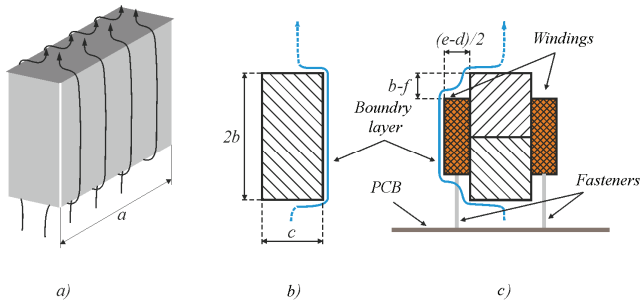 (e-d)/2
Windings
b-f
Boundry
layer
2b
a
PCB
Fasteners
c
a)
b)
c)